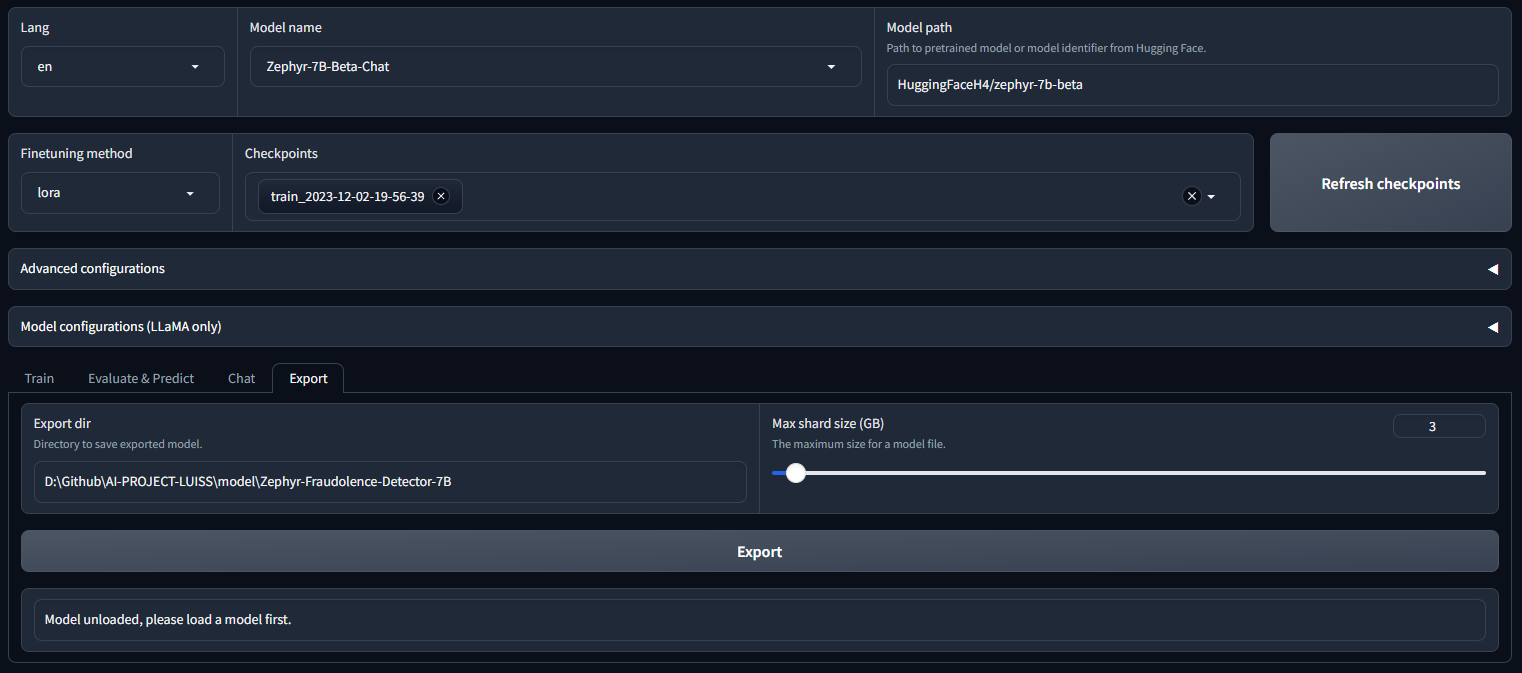 Lang
en
Model name
Zephyr-7B-Beta-Chat
Model path
Path to pretrained model or model identifier from Hugging Face.
HuggingFaceH4/zephyr-7b-beta
Finetuning method
lora
Checkpoints
train_2023-12-02-19-56-39
Refresh checkpoints
Advanced configurations
Model configurations (LLaMA only)
Train Evaluate & Predict Chat Export
Export dir
Directory to save exported model.
D:\Github\AI-PROJECT-LUISS\model\Zephyr-Fraudolence-Detector-7B
Max shard size (GB)
The maximum size for a model file.
3
Export
Model unloaded, please load a model first.